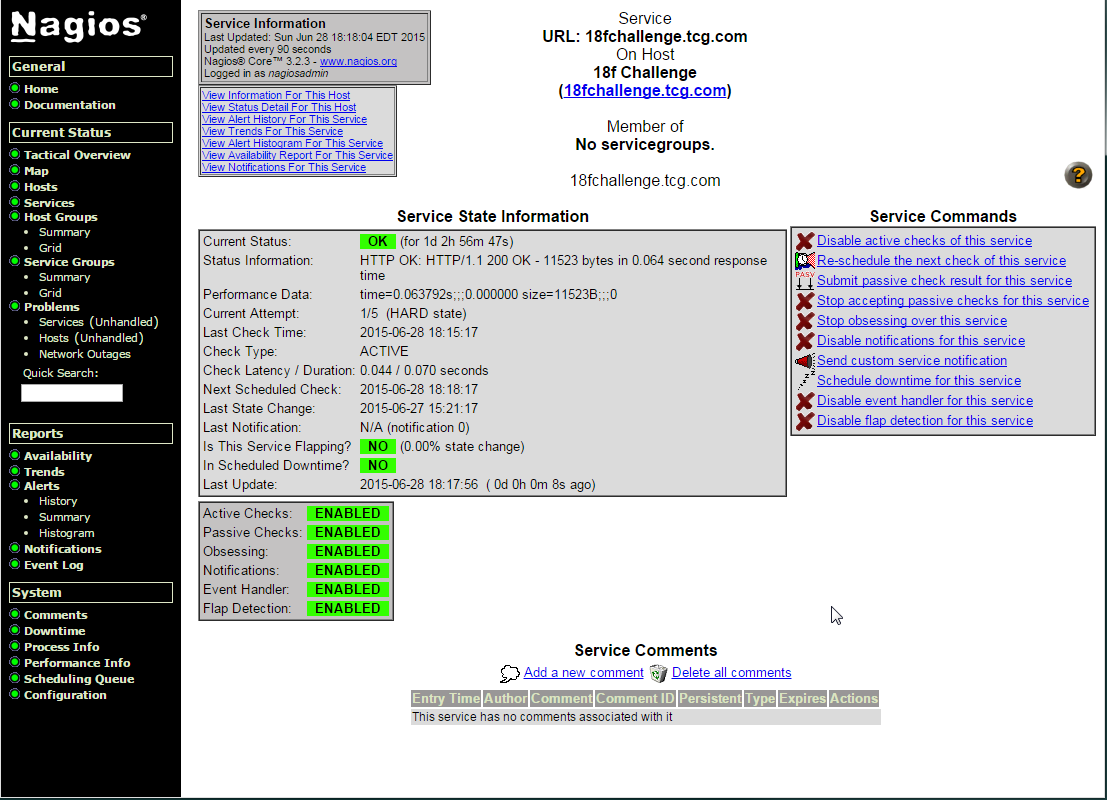 Nagios®
General
Home
Documentation
Current Status
Tactical Overview
Map
Hosts
Services
Host Groups
Summary
Grid
Service Groups
Summary
Grid
Problems
Services (Unhandled)
Hosts (Unhandled)
Network Outages
Quick Search:
Reports
Availability
Trends
Alerts
History
Summary
Histogram
Notifications
Event Log
System
Comments
Downtime
Process Info
Performance Info
Scheduling Queue
Configuration
Service Information
Last Updated: Sun Jun 28 18:18:04 EDT 2015
Updated every 90 seconds
Nagios® Core™ 3.2.3 - www.nagios.org
Logged in as nagiosadmin
View Information For This Host
View Status Detail For This Host
View Alert History For This Service
View Trends For This Service
View Alert Histogram For This Service
View Availability Report For This Service
View Notifications For This Service
Service
URL: 18fchallenge.tcg.com
On Host
18f Challenge
(18fchallenge.tcg.com)
Member of
No servicegroups.
18fchallenge.tcg.com
?
Service State Information
Current Status: OK (for 1d 2h 56m 47s)
Status Information: HTTP OK: HTTP/1.1 200 OK - 11523 bytes in 0.064 second response
time
Performance Data: time=0.063792s;;;0.000000 size=11523B;;;0
Current Attempt: 1/5 (HARD state)
Last Check Time: 2015-06-28 18:15:17
Check Type: ACTIVE
Check Latency / Duration: 0.044 / 0.070 seconds
Next Scheduled Check: 2015-06-28 18:18:17
Last State Change: 2015-06-27 15:21:17
Last Notification: N/A (notification 0)
Is This Service Flapping? NO (0.00% state change)
In Scheduled Downtime? NO
Last Update: 2015-06-28 18:17:56 ( 0d 0h 0m 8s ago)
Active Checks: ENABLED
Passive Checks: ENABLED
Obsessing: ENABLED
Notifications: ENABLED
Event Handler: ENABLED
Flap Detection: ENABLED
Service Commands
Disable active checks of this service
Re-schedule the next check of this service
PASV Submit passive check result for this service
Stop accepting passive checks for this service
Stop obsessing over this service
Disable notifications for this service
Send custom service notification
Schedule downtime for this service
Disable event handler for this service
Disable flap detection for this service
Service Comments
Add a new comment Delete all comments
Entry Time Author Comment Comment ID Persistent Type Expires Actions
This service has no comments associated with it